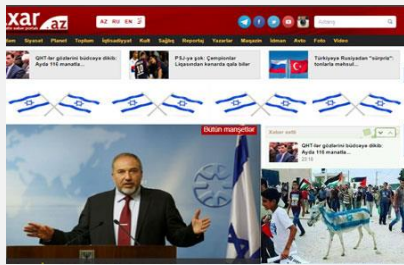 xar.az
AZ RU EN
Axtarış
Siyasət Planet Toplum İqtisadiyyat Kult Sağlıq Reportaj Yazarlar Maqazin İdman Avto Foto Video
QHT-lər gözlərini büdcəyə dikib:
Ayda 116 manatla...
PSJ-yə şok: Çempionlar
Liqasından kənarda qala bilər
Türkiyəyə Rusiyadan "sürpriz":
tonlarla məhsul...
Bütün manşetlər
Xəbər xətti
QHT-lər gözlərini büdcəyə dikib:
Ayda 116 manatla...